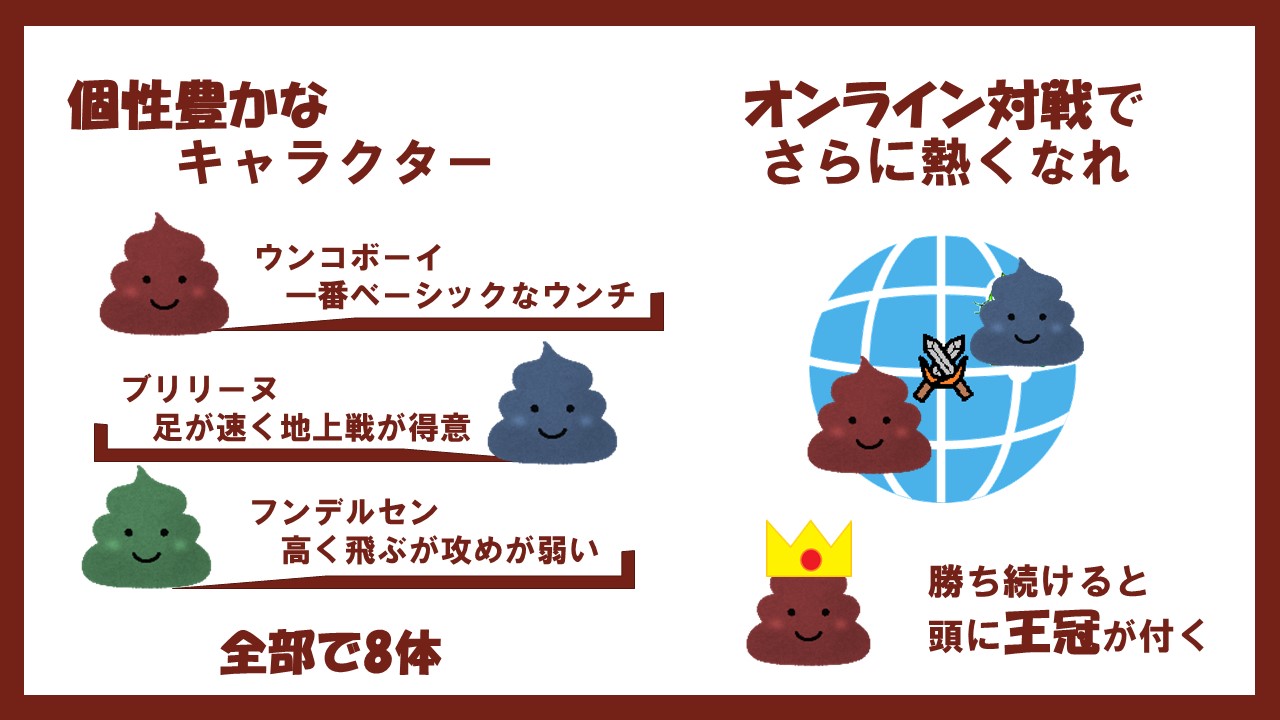 個性豊かな
キャラクター
ウンコボーイ
一番ベーシックなウンチ
ブリリーヌ
足が速く地上戦が得意
フンデルセン
高く飛ぶが攻めが弱い
全部で8体
オンライン対戦で
さらに熱くなれ
勝ち続けると
頭に王冠が付く